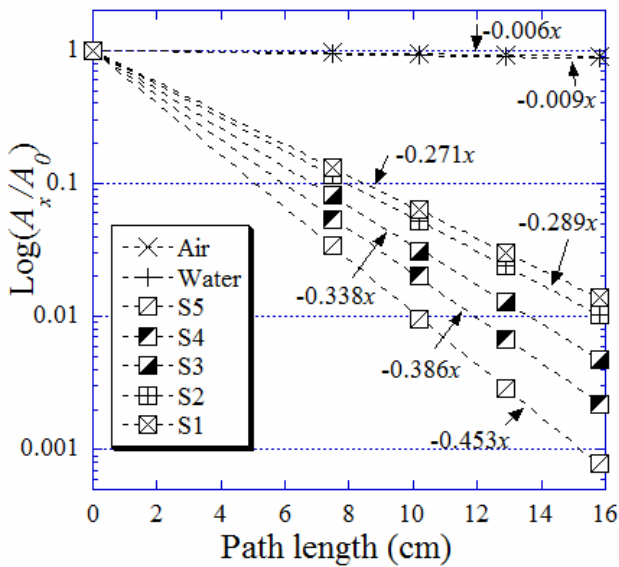 Log(Aₓ/A₀)
1
0.1
0.01
0.001
-0.006x
-0.009x
-0.271x
-0.289x
-0.338x
-0.386x
-0.453x
Air
Water
S5
S4
S3
S2
S1
0 2 4 6 8 10 12 14 16
Path length (cm)